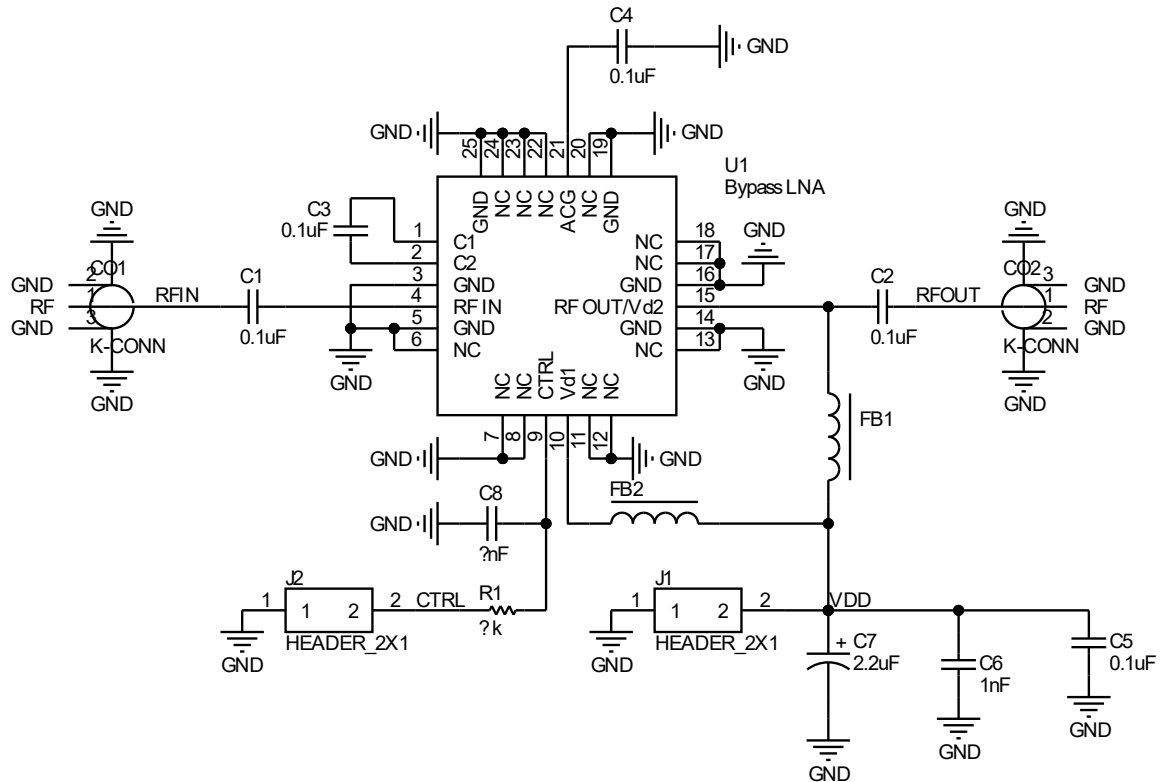 C4
GND
0.1uF
GND
25
24
23
22
21
20
19
GND
U1
Bypass LNA
GND
NC
NC
NC
ACG
NC
GND
C3
0.1uF
1
C1
2
C2
3
GND
4
RFIN
5
GND
6
NC
NC
18
NC
17
GND
16
RFOUT/Vd2
15
GND
14
NC
13
GND
GND
GND
GND
2
CO1
RF
1
RFIN
GND
3
K-CONN
GND
C1
0.1uF
GND
GND
CO2
3
GND
1
RF
2
GND
K-CONN
GND
C2
RFOUT
0.1uF
NC
NC
CTRL
Vd1
NC
NC
7
8
9
10
11
12
GND
GND
FB1
FB2
GND
C8
?nF
J2
1
1
2
2
CTRL
R1
?k
HEADER_2X1
GND
J1
1
1
2
2
VDD
HEADER_2X1
GND
+
C7
2.2uF
GND
C6
1nF
GND
C5
0.1uF
GND